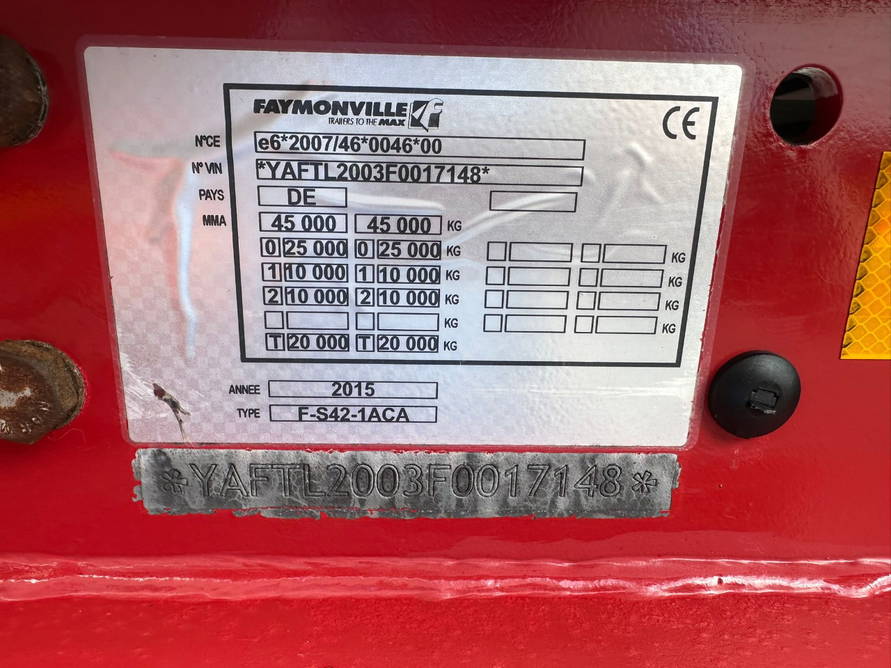 FAYMONVILLE
TRAILERS TO THE MAX
CE
N°CE e6*2007/46*0046*00
N° VIN *YAFTL2003F0017148*
PAYS DE
MMA 45 000 45 000 KG
0 25 000 0 25 000 KG KG
1 10 000 1 10 000 KG KG
2 10 000 2 10 000 KG KG
KG KG
T 20 000 T 20 000 KG
ANNEE 2015
TYPE F-S42-1ACA
*YAFTL2003F0017148*